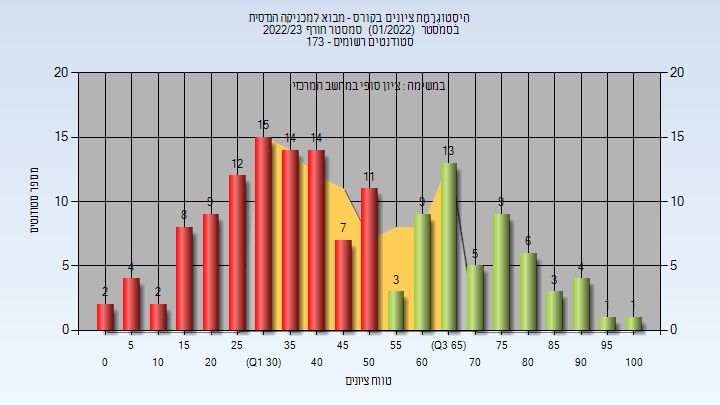 היסטוגרמת ציונים בקורס - מבוא למכניקה הנדסית
בסמסטר (01/2022) סמסטר חורף 2022/23
סטודנטים רשומים - 173
במשימה : ציון סופי במחשב המרכזי
20 20
15 15
10 10
5 5
0 0
מספר סטודנטים
2 4 2 8 9 12 15 14 14 7 11 3 9 13 5 9 6 3 4 1 1
5 15 25 35 45 55 (Q3 65) 75 85 95
0 10 20 (Q1 30) 40 50 60 70 80 90 100
טווח ציונים